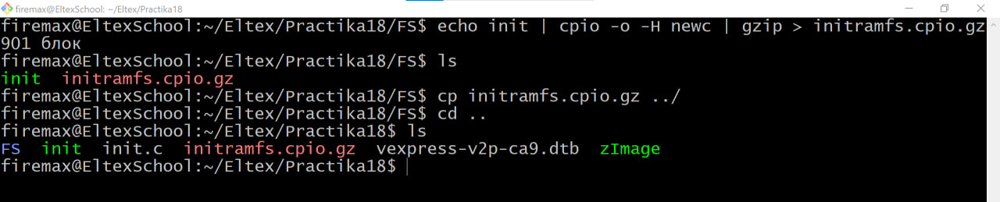 firemax@EltexSchool: ~/Eltex/Practika18
firemax@EltexSchool:~/Eltex/Practika18/FS$ echo init | cpio -o -H newc | gzip > initramfs.cpio.gz
901 блок
firemax@EltexSchool:~/Eltex/Practika18/FS$ ls
init  initramfs.cpio.gz
firemax@EltexSchool:~/Eltex/Practika18/FS$ cp initramfs.cpio.gz ../
firemax@EltexSchool:~/Eltex/Practika18/FS$ cd ..
firemax@EltexSchool:~/Eltex/Practika18$ ls
FS  init  init.c  initramfs.cpio.gz  vexpress-v2p-ca9.dtb  zImage
firemax@EltexSchool:~/Eltex/Practika18$